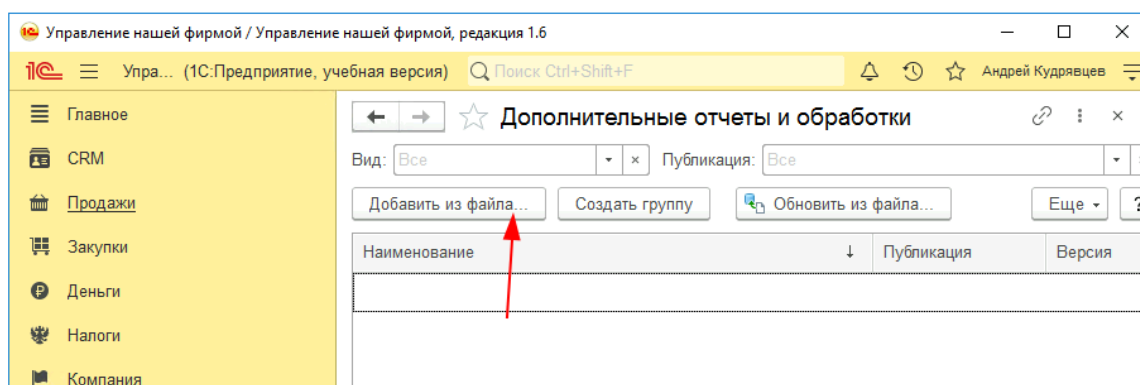 Управление нашей фирмой / Управление нашей фирмой, редакция 1.6
Упра... (1С:Предприятие, учебная версия) Поиск Ctrl+Shift+F Андрей Кудрявцев
Главное
CRM
Продажи
Закупки
Деньги
Налоги
Компания
Дополнительные отчеты и обработки
Вид: Все Публикация: Все
Добавить из файла... Создать группу Обновить из файла... Еще ?
Наименование ↓ Публикация Версия